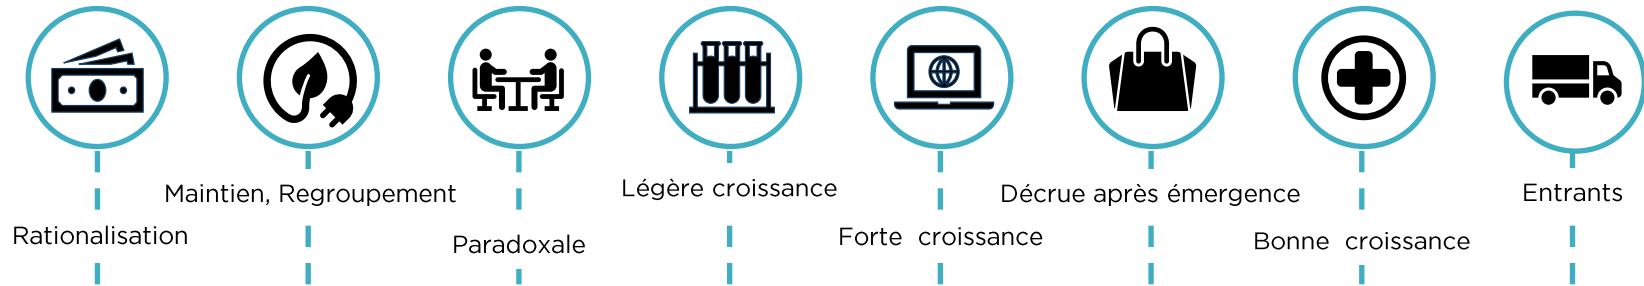 Rationalisation
Maintien, Regroupement
Paradoxale
Légère croissance
Forte croissance
Décrue après émergence
Bonne croissance
Entrants